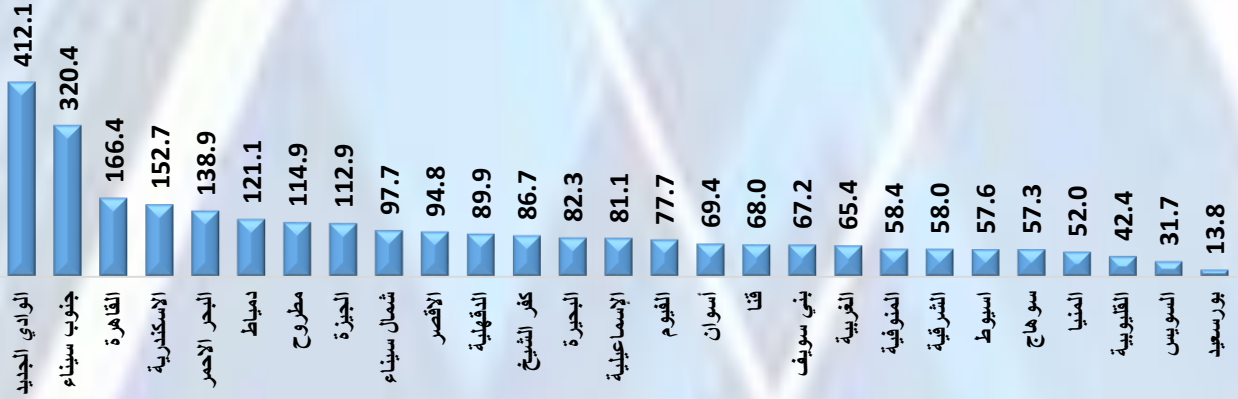 412.1
320.4
166.4
152.7
138.9
121.1
114.9
112.9
97.7
94.8
89.9
86.7
82.3
81.1
77.7
69.4
68.0
67.2
65.4
58.4
58.0
57.6
57.3
52.0
42.4
31.7
13.8
الوادي الجديد
جنوب سيناء
القاهرة
الاسكندرية
البحر الاحمر
دمياط
مطروح
الجيزة
شمال سيناء
الاقصر
الدقهلية
كفر الشيخ
البحيرة
الإسماعيلية
الفيوم
أسوان
قنا
بني سويف
الغربية
المنوفية
الشرقية
اسيوط
سوهاج
المنيا
القليوبية
السويس
بورسعيد